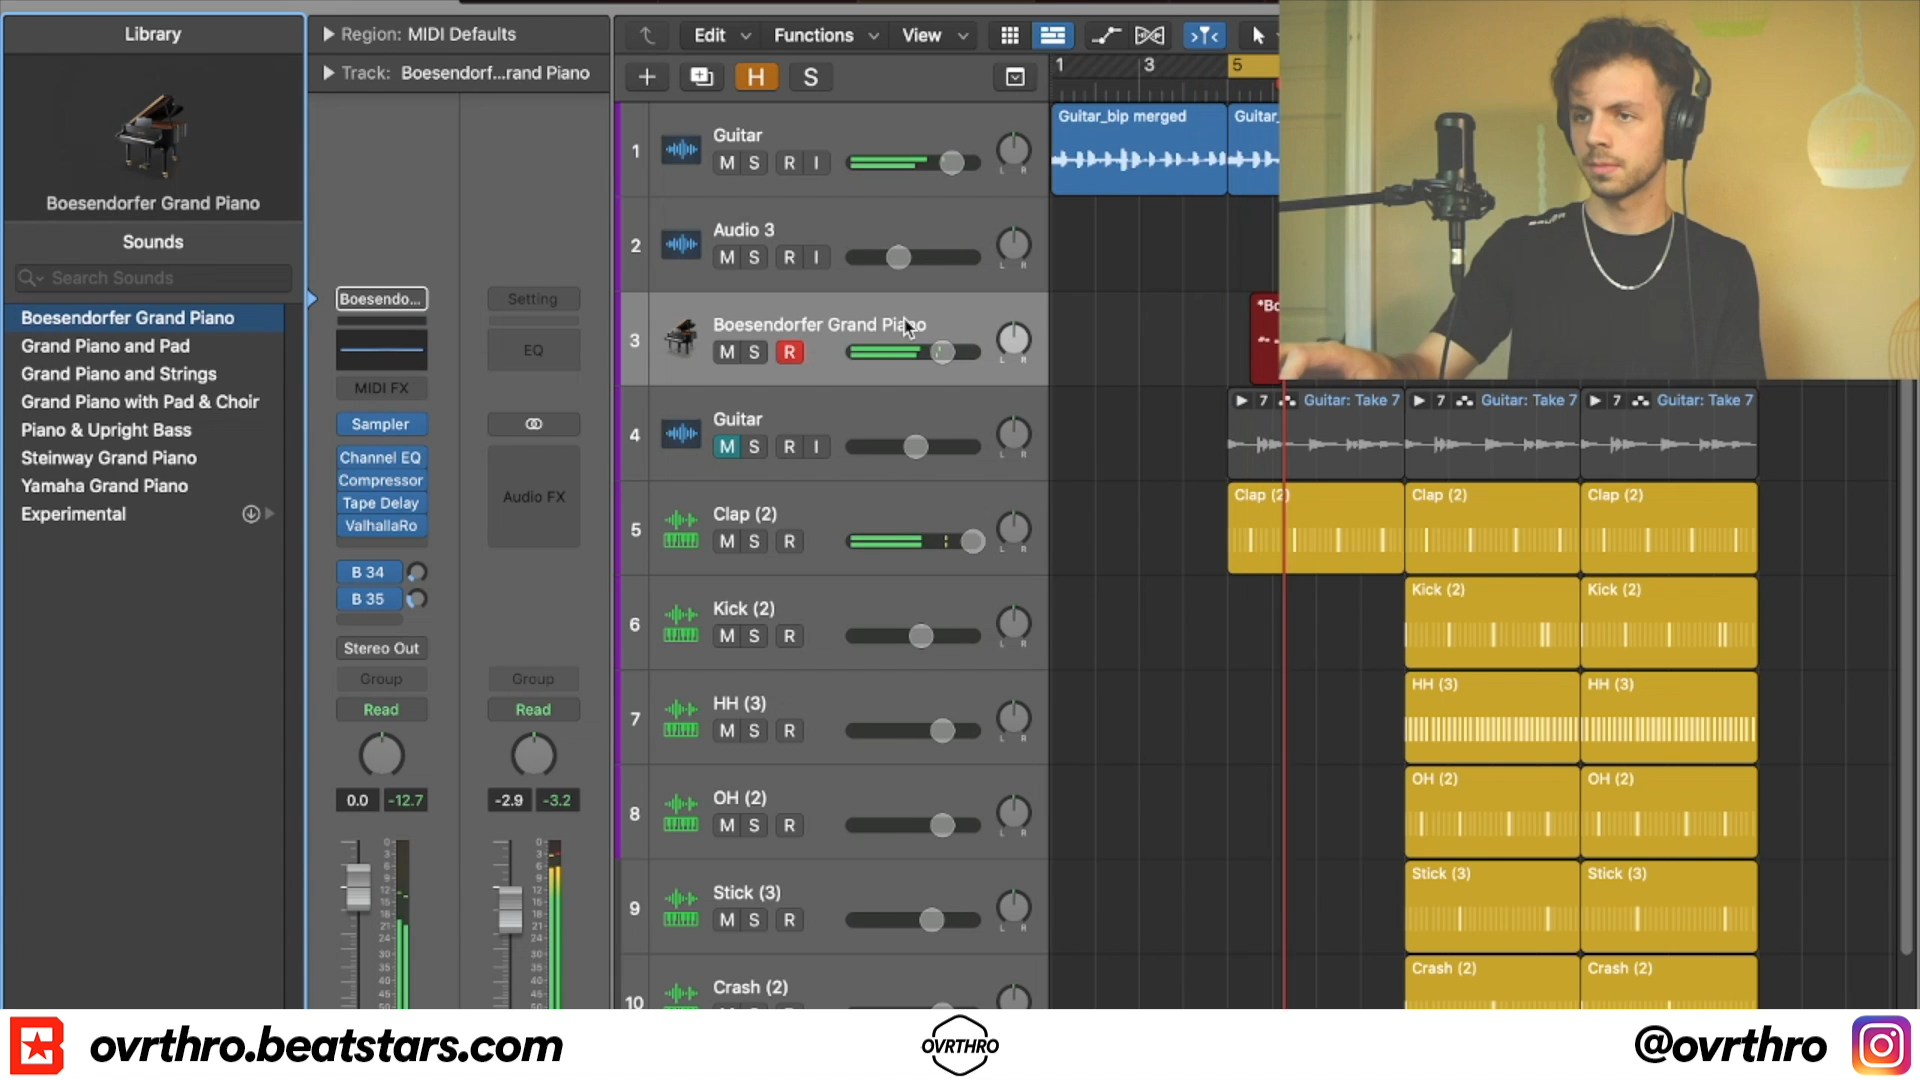 Library
Boesendorfer Grand Piano
Sounds
Search Sounds
Boesendorfer Grand Piano
Grand Piano and Pad
Grand Piano and Strings
Grand Piano with Pad & Choir
Piano & Upright Bass
Steinway Grand Piano
Yamaha Grand Piano
Experimental
Region: MIDI Defaults
Track: Boesendorf...rand Piano
Boesendo...
Setting
EQ
MIDI FX
Sampler
Channel EQ
Compressor
Tape Delay
ValhallaRo
Audio FX
B 34
B 35
Stereo Out
Group
Group
Read
Read
0.0
-12.7
-2.9
-3.2
Edit
Functions
View
H
S
1
3
5
1
Guitar
M S R I
L R
2
Audio 3
M S R I
L R
3
Boesendorfer Grand Piano
M S R
L R
4
Guitar
M S R I
L R
5
Clap (2)
M S R
L R
6
Kick (2)
M S R
L R
7
HH (3)
M S R
L R
8
OH (2)
M S R
L R
9
Stick (3)
M S R
L R
10
Crash (2)
Guitar_bip merged
Guitar_
*Bo
7 Guitar: Take 7
7 Guitar: Take 7
7 Guitar: Take 7
Clap (2)
Clap (2)
Clap (2)
Kick (2)
Kick (2)
HH (3)
HH (3)
OH (2)
OH (2)
Stick (3)
Stick (3)
Crash (2)
Crash (2)
ovrthro.beatstars.com
OVRTHRO
@ovrthro